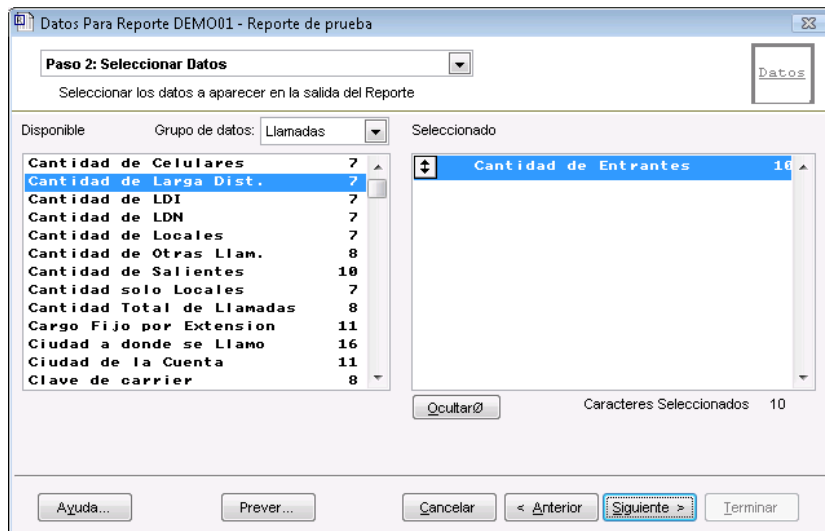 Datos Para Reporte DEMO01 - Reporte de prueba
Paso 2: Seleccionar Datos
Datos
Seleccionar los datos a aparecer en la salida del Reporte
Disponible Grupo de datos: Llamadas Seleccionado
Cantidad de Celulares 7
Cantidad de Larga Dist. 7
Cantidad de LDI 7
Cantidad de LDN 7
Cantidad de Locales 7
Cantidad de Otras Llam. 8
Cantidad de Salientes 10
Cantidad solo Locales 7
Cantidad Total de Llamadas 8
Cargo Fijo por Extension 11
Ciudad a donde se Llamo 16
Ciudad de la Cuenta 11
Clave de carrier 8
Cantidad de Entrantes 10
OcultarØ Caracteres Seleccionados 10
Ayuda... Prever... Cancelar < Anterior Siguiente > Terminar